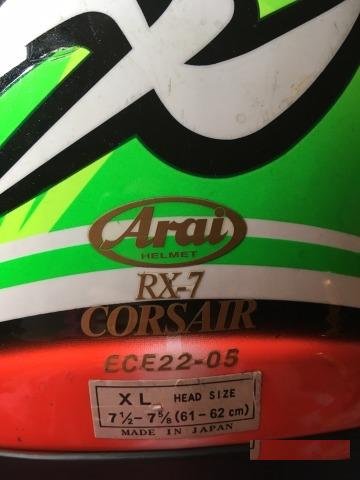 Arai
HELMET
RX-7
CORSAIR
ECE22-05
XL HEAD SIZE
7 1/2 - 7 5/8 (61 - 62 cm)
MADE IN JAPAN